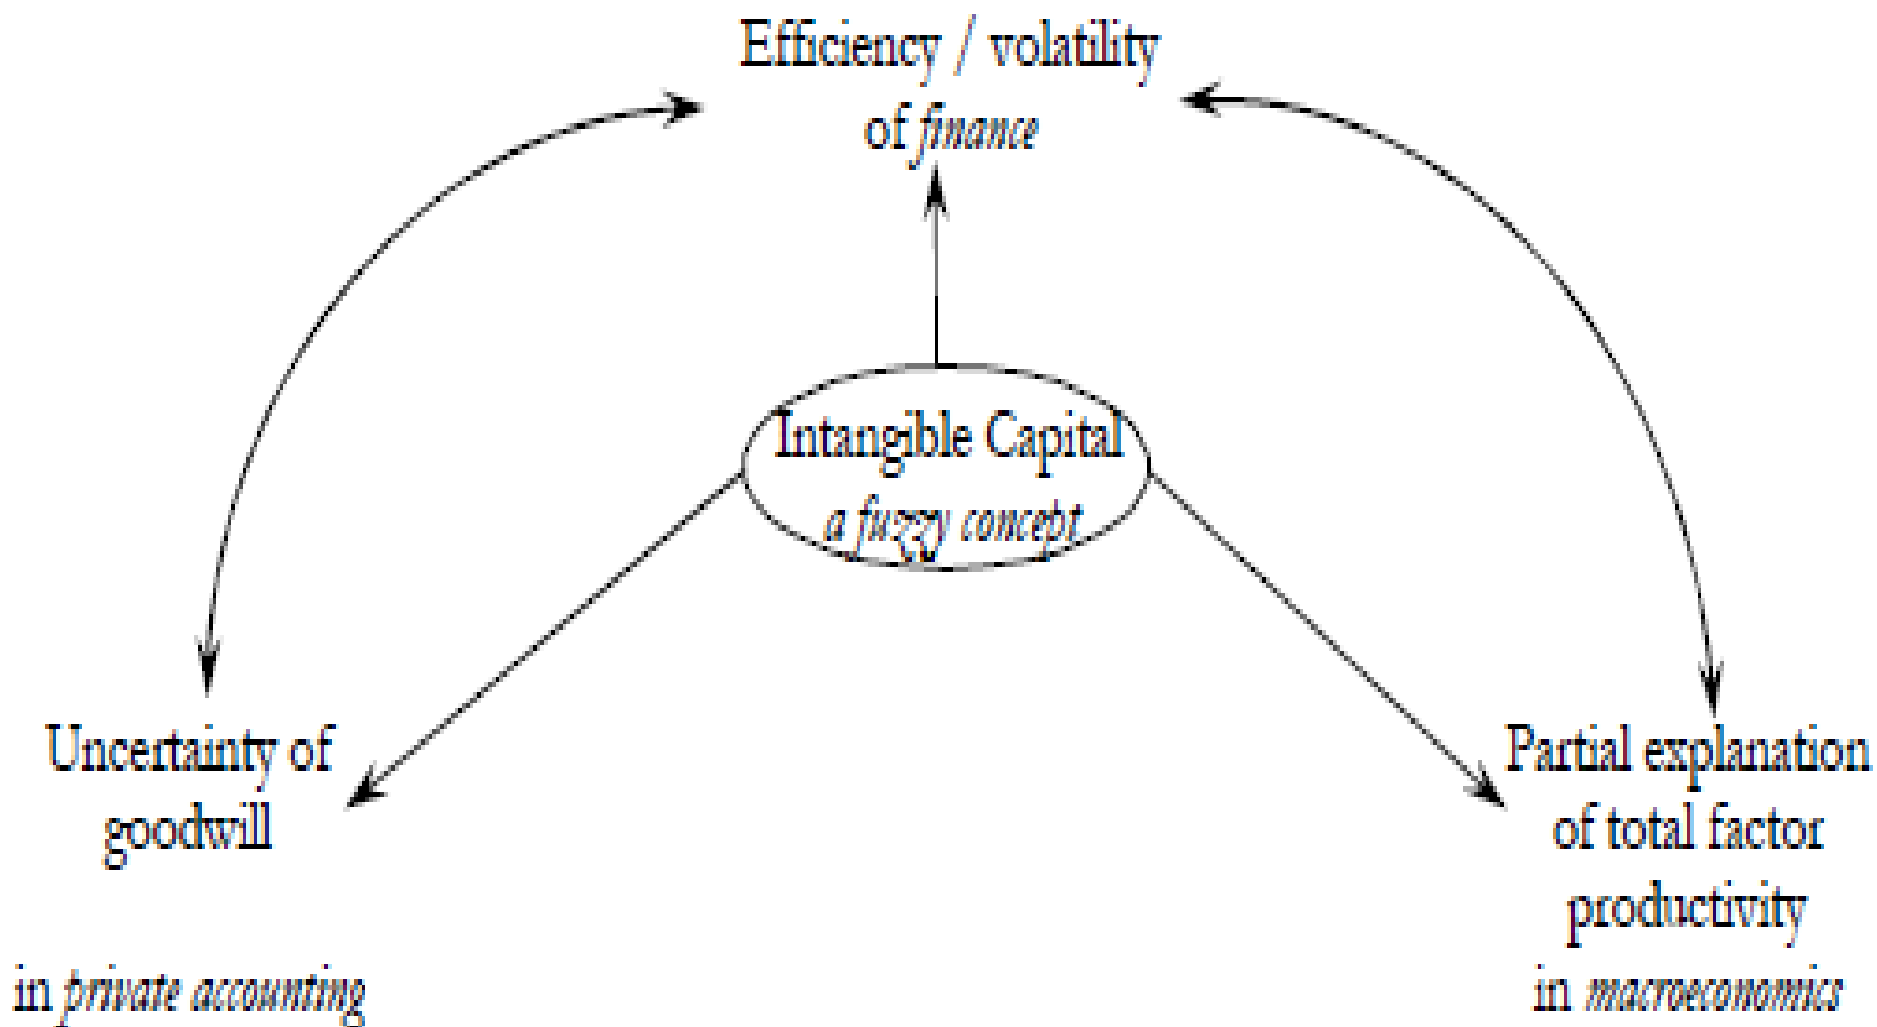 Efficiency / volatility
of finance
Intangible Capital
a fuzzy concept
Uncertainty of
goodwill
in private accounting
Partial explanation
of total factor
productivity
in macroeconomics